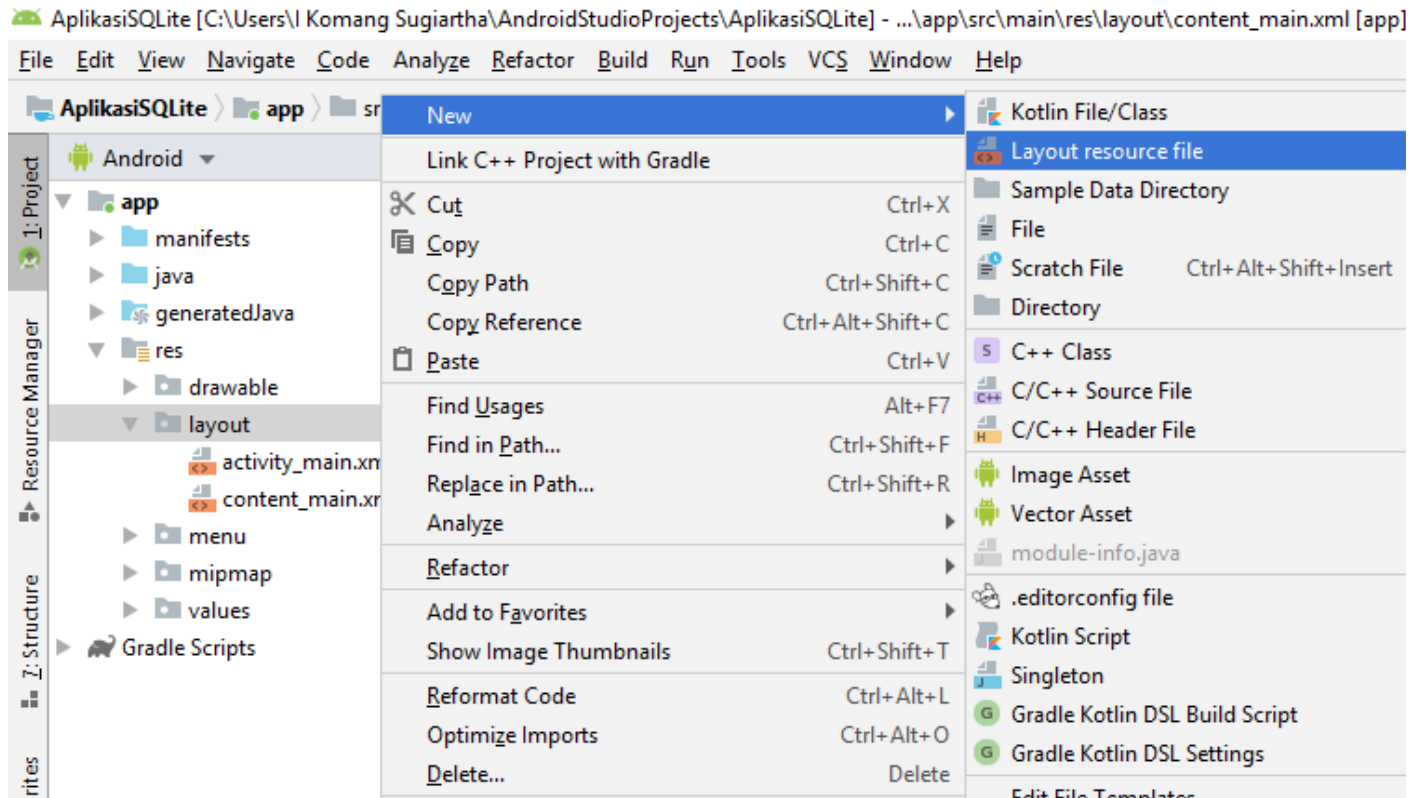 AplikasiSQLite [C:\Users\I Komang Sugiartha\AndroidStudioProjects\AplikasiSQLite] - ...\app\src\main\res\layout\content_main.xml [app]
File Edit View Navigate Code Analyze Refactor Build Run Tools VCS Window Help
AplikasiSQLite app sr
1: Project
Resource Manager
7: Structure
rites
Android
app
manifests
java
generatedJava
res
drawable
layout
activity_main.xm
content_main.xr
menu
mipmap
values
Gradle Scripts
New
Link C++ Project with Gradle
Cut Ctrl+X
Copy Ctrl+C
Copy Path Ctrl+Shift+C
Copy Reference Ctrl+Alt+Shift+C
Paste Ctrl+V
Find Usages Alt+F7
Find in Path... Ctrl+Shift+F
Replace in Path... Ctrl+Shift+R
Analyze
Refactor
Add to Favorites
Show Image Thumbnails Ctrl+Shift+T
Reformat Code Ctrl+Alt+L
Optimize Imports Ctrl+Alt+O
Delete... Delete
Kotlin File/Class
Layout resource file
Sample Data Directory
File
Scratch File Ctrl+Alt+Shift+Insert
Directory
S C++ Class
C++ C/C++ Source File
H C/C++ Header File
Image Asset
Vector Asset
module-info.java
.editorconfig file
Kotlin Script
J Singleton
G Gradle Kotlin DSL Build Script
G Gradle Kotlin DSL Settings
Edit File Templates